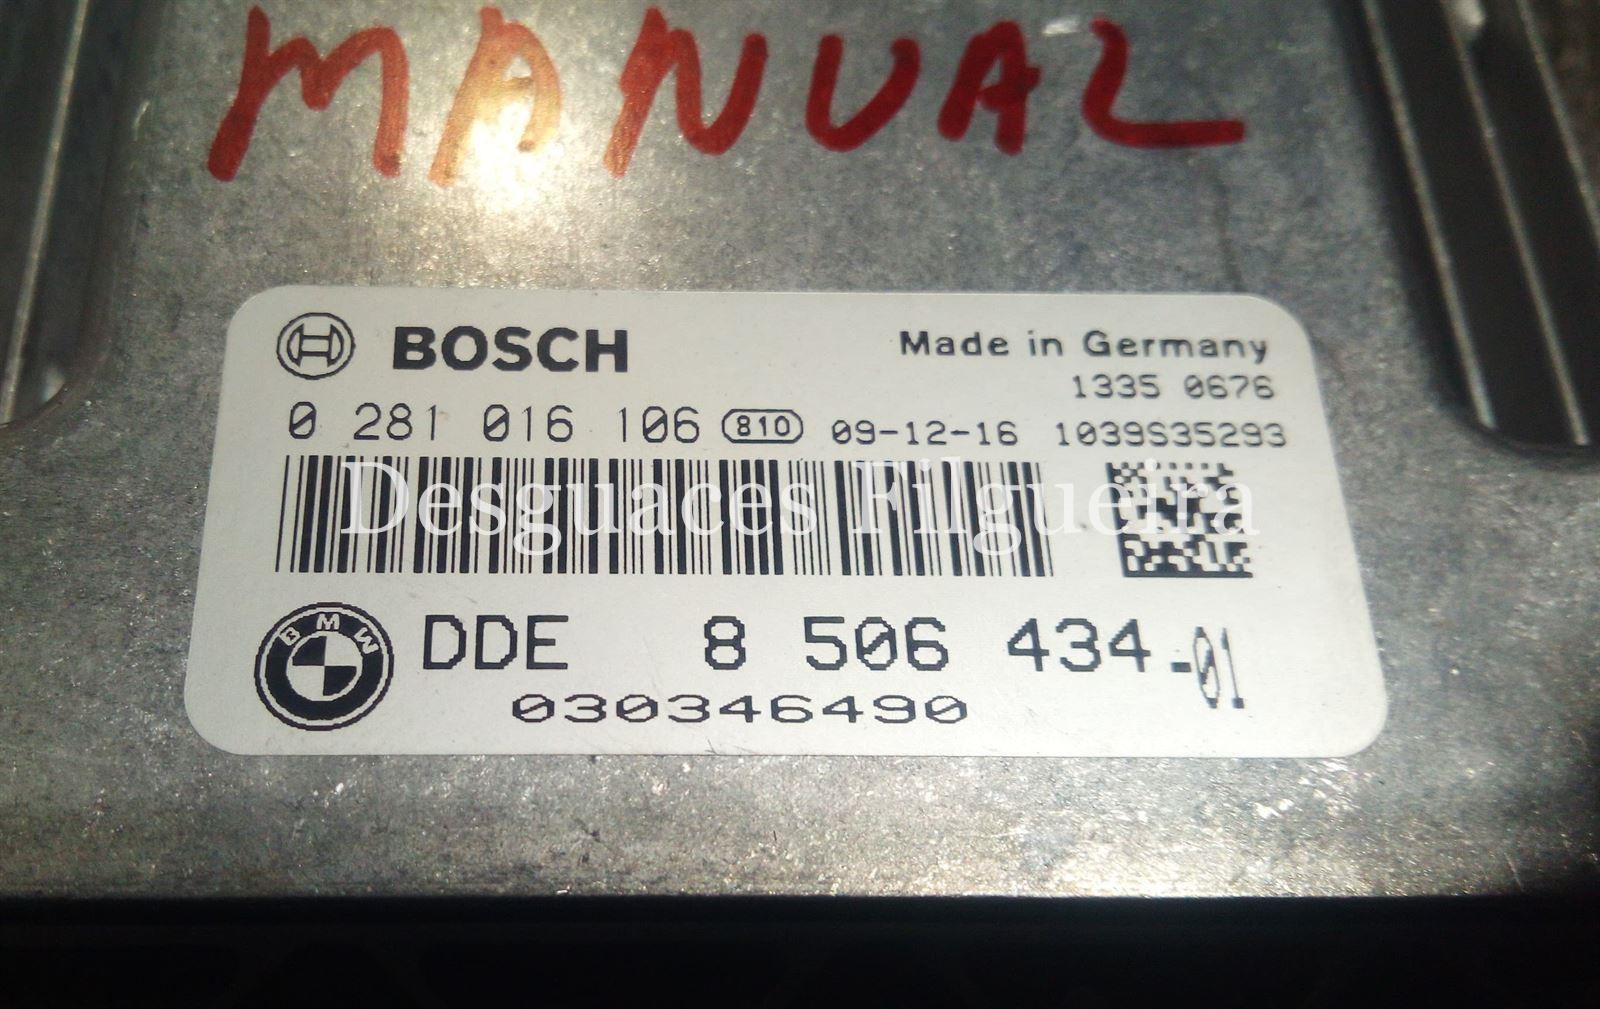 MANUAL
BOSCH
Made in Germany
1335 0676
0 281 016 106 810 09-12-16 1039S35293
Desguaces Filgueira
BMW
DDE 8 506 434-01
030346490